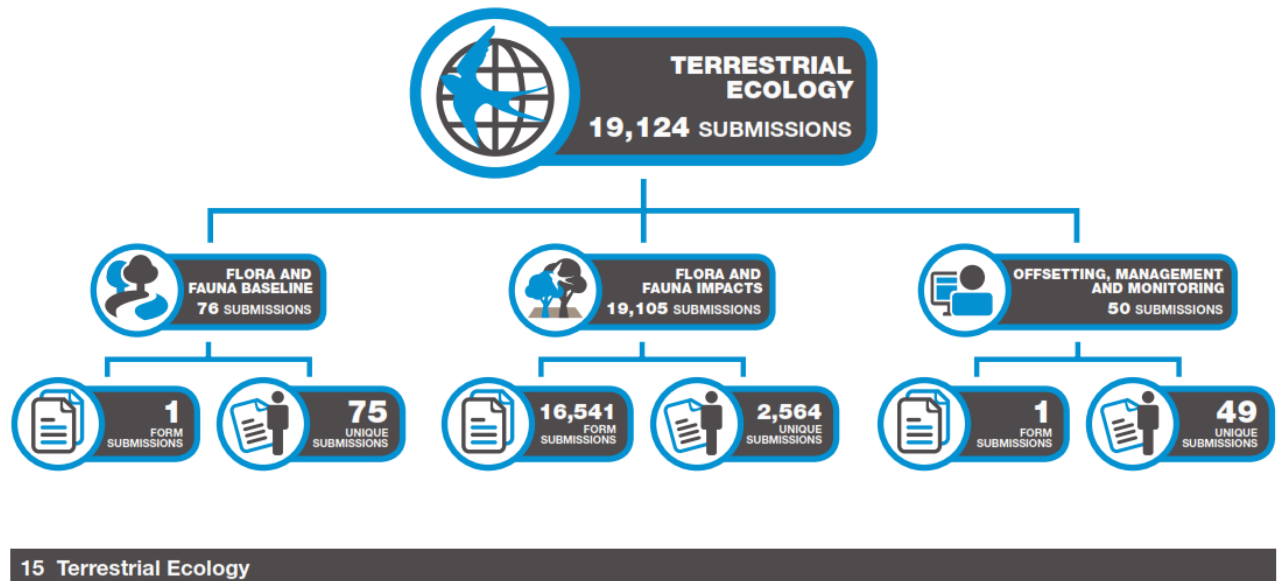 TERRESTRIAL
ECOLOGY
19,124 SUBMISSIONS
FLORA AND
FAUNA BASELINE
76 SUBMISSIONS
FLORA AND
FAUNA IMPACTS
19,105 SUBMISSIONS
OFFSETTING, MANAGEMENT
AND MONITORING
50 SUBMISSIONS
1
FORM
SUBMISSIONS
75
UNIQUE
SUBMISSIONS
16,541
FORM
SUBMISSIONS
2,564
UNIQUE
SUBMISSIONS
1
FORM
SUBMISSIONS
49
UNIQUE
SUBMISSIONS
15 Terrestrial Ecology